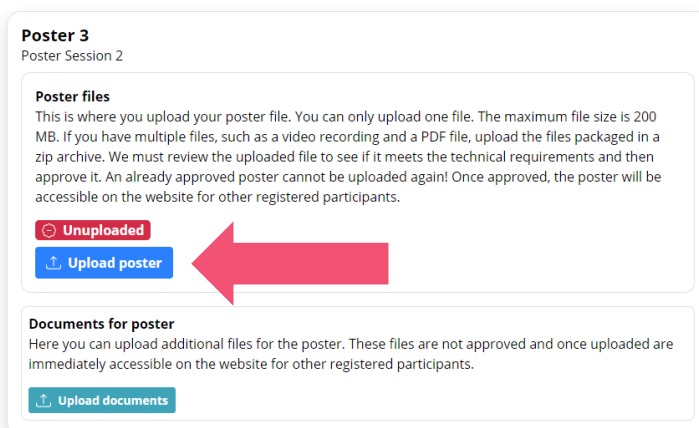 Poster 3
Poster Session 2
Poster files
This is where you upload your poster file. You can only upload one file. The maximum file size is 200
MB. If you have multiple files, such as a video recording and a PDF file, upload the files packaged in a
zip archive. We must review the uploaded file to see if it meets the technical requirements and then
approve it. An already approved poster cannot be uploaded again! Once approved, the poster will be
accessible on the website for other registered participants.
Unuploaded
Upload poster
Documents for poster
Here you can upload additional files for the poster. These files are not approved and once uploaded are
immediately accessible on the website for other registered participants.
Upload documents